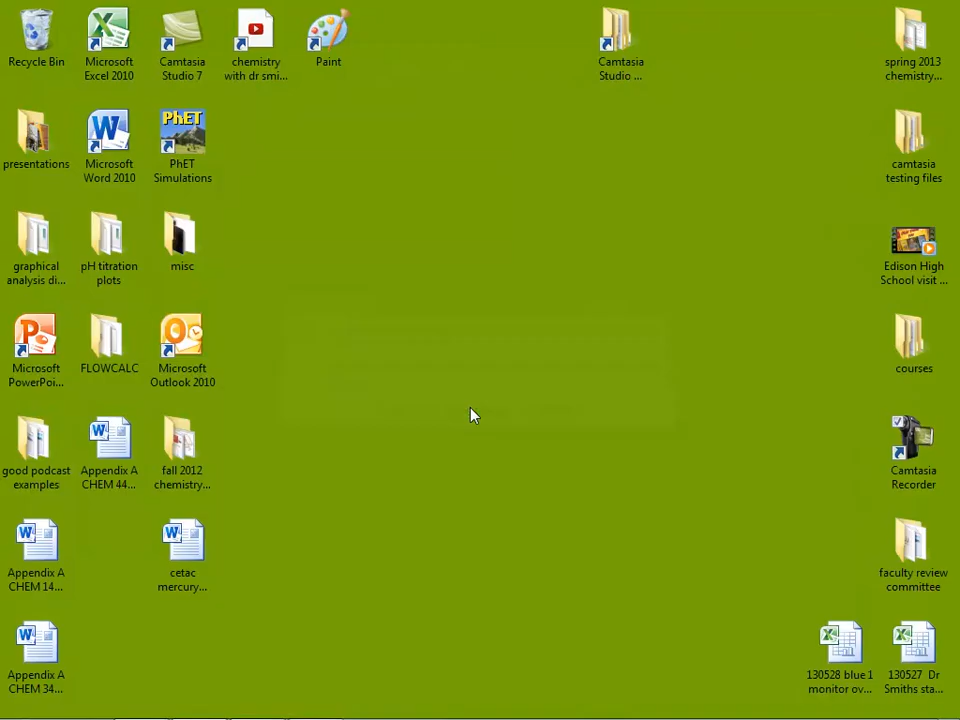 Recycle Bin
Microsoft
Excel 2010
Camtasia
Studio 7
chemistry
with dr smi...
Paint
Camtasia
Studio ...
spring 2013
chemistry...
presentations
Microsoft
Word 2010
PhET
PhET
Simulations
camtasia
testing files
graphical
analysis di...
pH titration
plots
misc
Edison High
School visit ...
Microsoft
PowerPoi...
FLOWCALC
Microsoft
Outlook 2010
courses
good podcast
examples
Appendix A
CHEM 44...
fall 2012
chemistry...
Camtasia
Recorder
Appendix A
CHEM 14...
cetac
mercury...
faculty review
committee
Appendix A
CHEM 34...
130528 blue 1
monitor ov...
130527 Dr
Smiths sta...